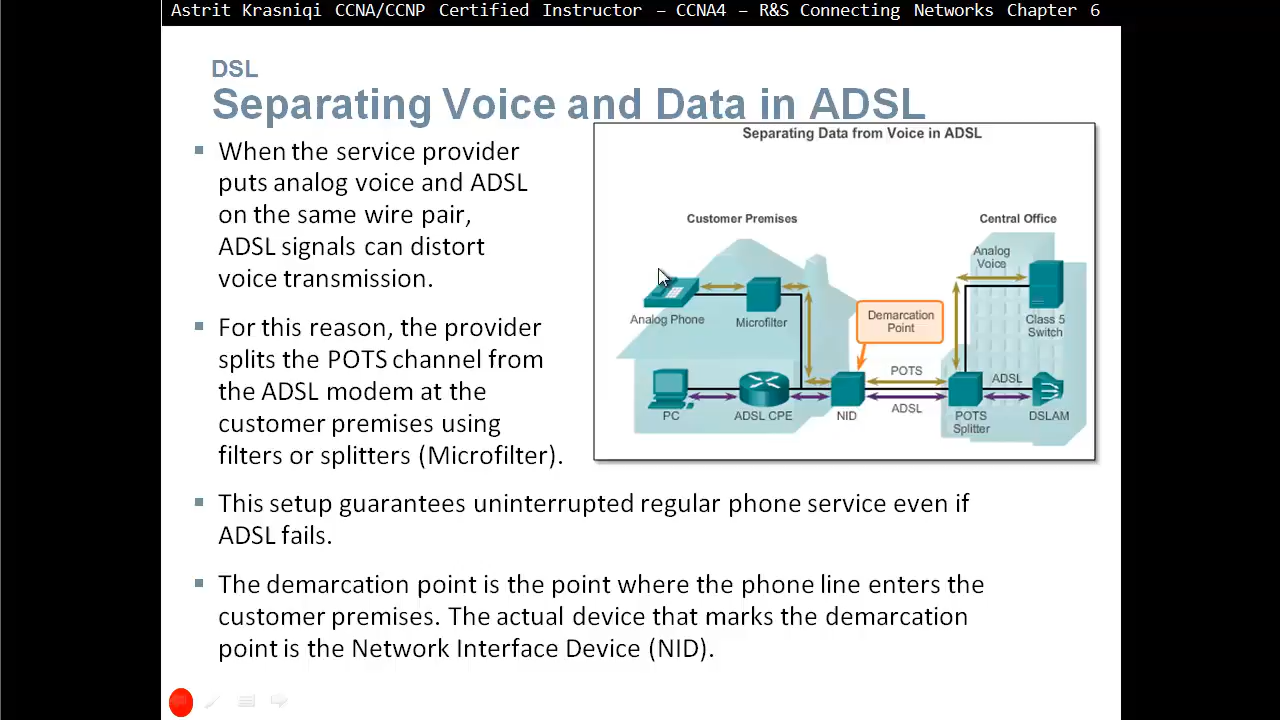 Astrit Krasniqi CCNA/CCNP Certified Instructor – CCNA4 – R&S Connecting Networks Chapter 6
DSL
Separating Voice and Data in ADSL
When the service provider
puts analog voice and ADSL
on the same wire pair,
ADSL signals can distort
voice transmission.
For this reason, the provider
splits the POTS channel from
the ADSL modem at the
customer premises using
filters or splitters (Microfilter).
This setup guarantees uninterrupted regular phone service even if
ADSL fails.
The demarcation point is the point where the phone line enters the
customer premises. The actual device that marks the demarcation
point is the Network Interface Device (NID).
Separating Data from Voice in ADSL
Customer Premises
Central Office
Analog
Voice
Analog Phone
Microfilter
Demarcation
Point
Class 5
Switch
POTS
ADSL
PC
ADSL CPE
NID
ADSL
POTS
Splitter
DSLAM